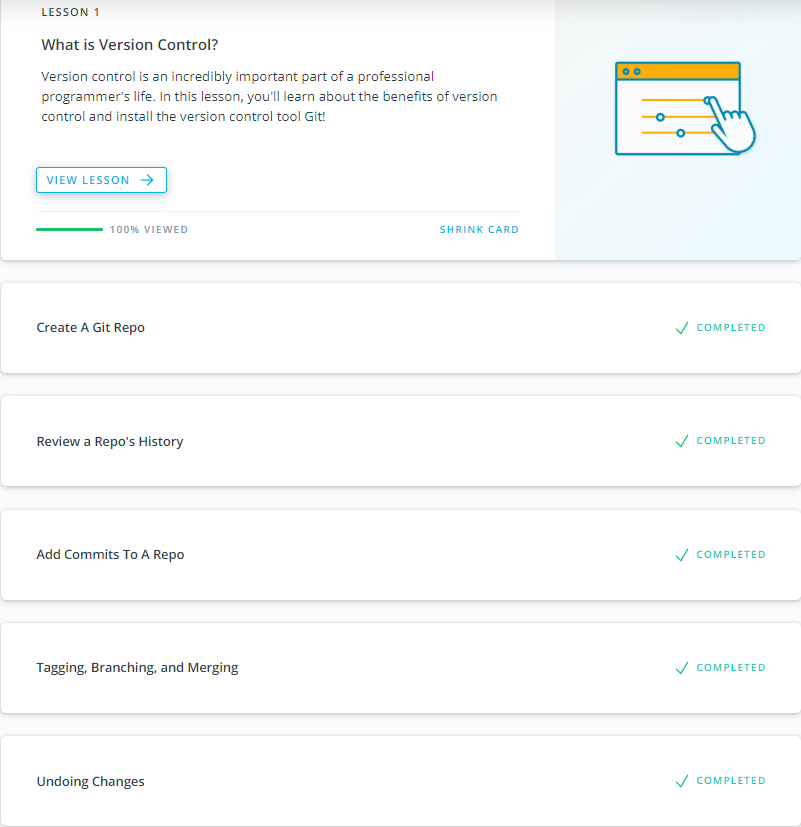 LESSON 1
What is Version Control?
Version control is an incredibly important part of a professional
programmer's life. In this lesson, you'll learn about the benefits of version
control and install the version control tool Git!
VIEW LESSON
100% VIEWED
SHRINK CARD
Create A Git Repo
COMPLETED
Review a Repo's History
COMPLETED
Add Commits To A Repo
COMPLETED
Tagging, Branching, and Merging
COMPLETED
Undoing Changes
COMPLETED